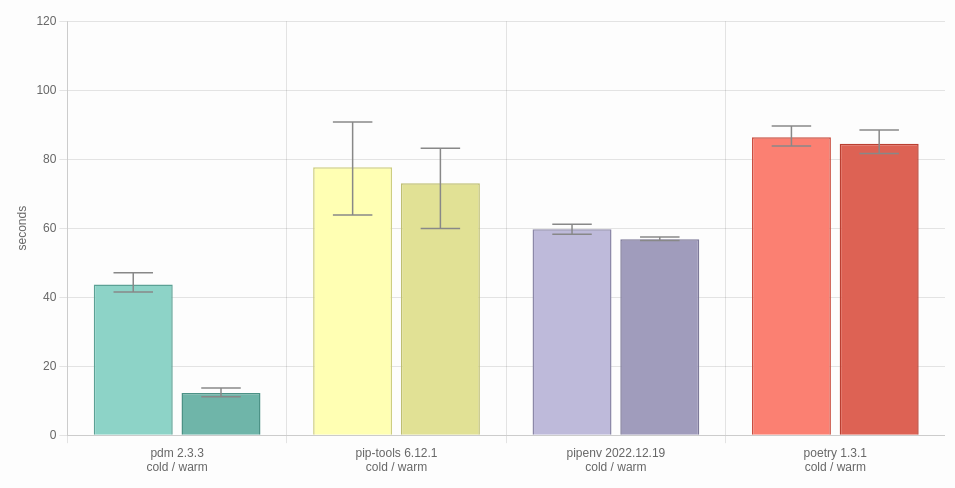 120
100
80
60
40
20
0
seconds
pdm 2.3.3
cold / warm
pip-tools 6.12.1
cold / warm
pipenv 2022.12.19
cold / warm
poetry 1.3.1
cold / warm